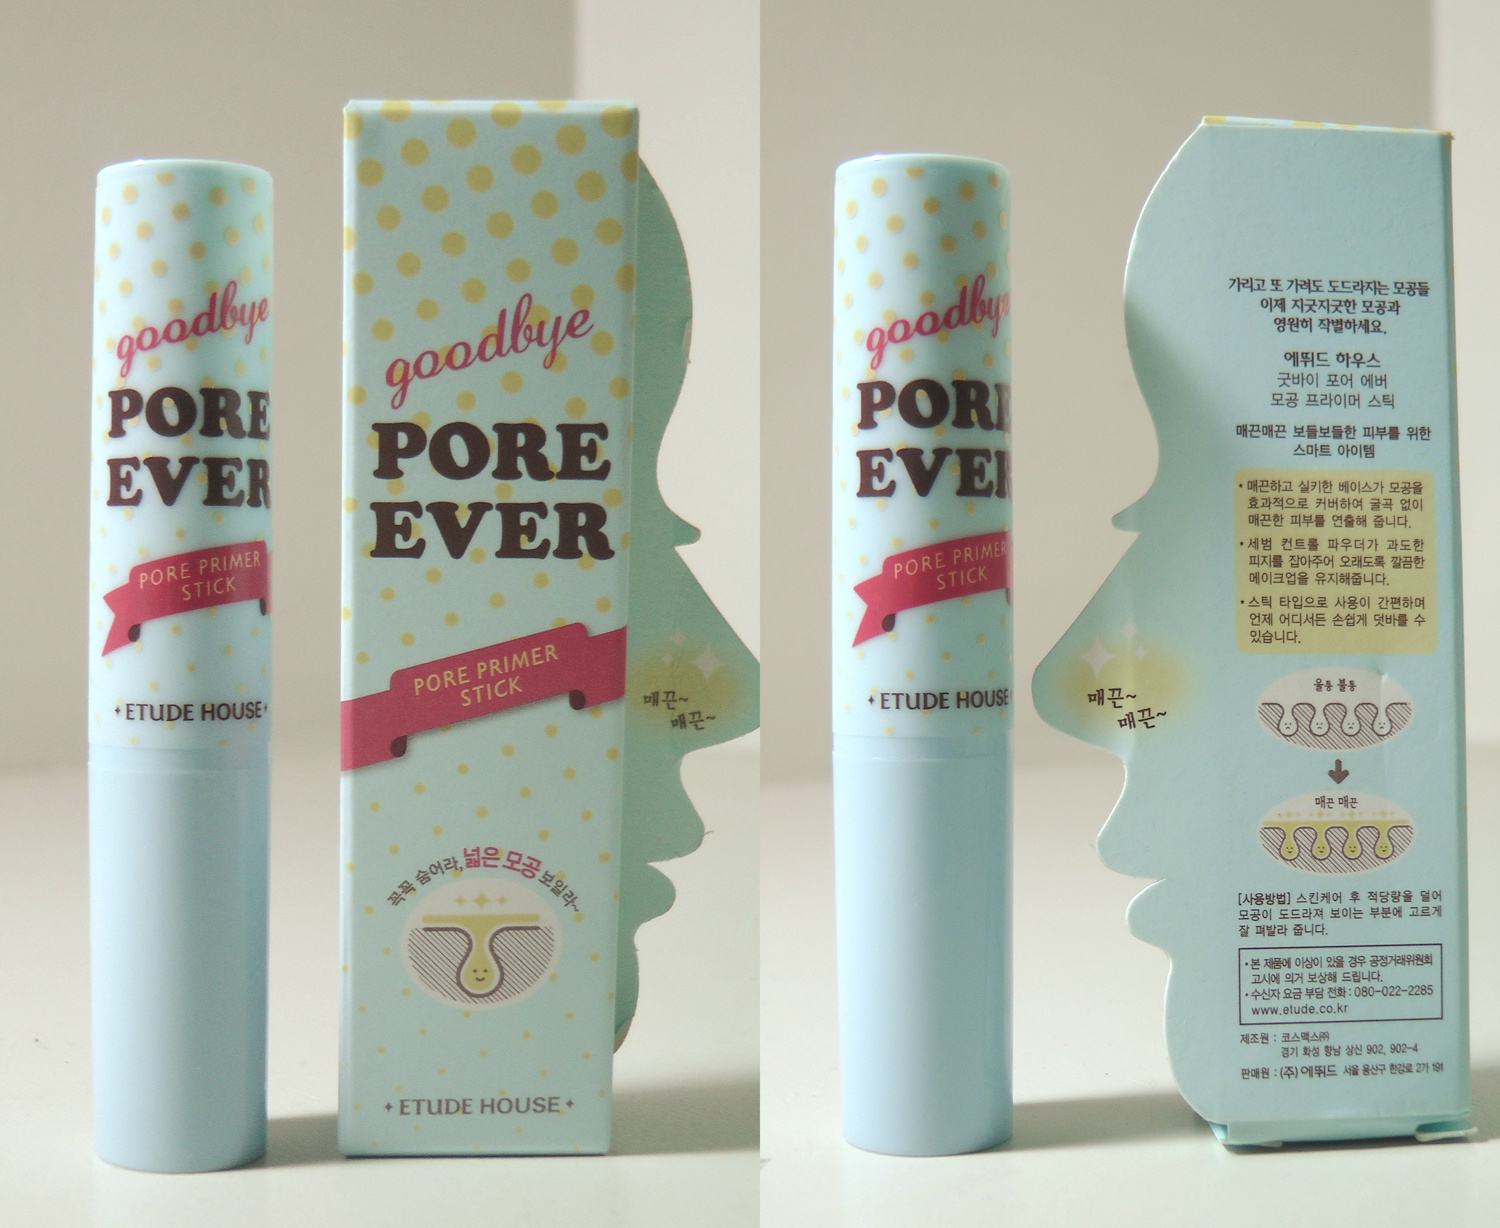 goodbye
PORE
EVER
PORE PRIMER
STICK
ETUDE HOUSE
goodbye
PORE
EVER
PORE PRIMER
STICK
매끈~
매끈~
꼭꼭 숨어라, 넓은 모공 보일라~
ETUDE HOUSE
goodbye
PORE
EVER
PORE PRIMER
STICK
ETUDE HOUSE
매끈~
매끈~
가리고 또 가려도 도드라지는 모공들
이제 지긋지긋한 모공과
영원히 작별하세요.
에뛰드 하우스
굿바이 포어 에버
모공 프라이머 스틱
매끈매끈 보들보들한 피부를 위한
스마트 아이템
• 매끈하고 실키한 베이스가 모공을
효과적으로 커버하여 굴곡 없이
매끈한 피부를 연출해 줍니다.
• 세범 컨트롤 파우더가 과도한
피지를 잡아주어 오래도록 깔끔한
메이크업을 유지해줍니다.
• 스틱 타입으로 사용이 간편하며
언제 어디서든 손쉽게 덧바를 수
있습니다.
울퉁 불퉁
매끈 매끈
[사용방법] 스킨케어 후 적당량을 덜어
모공이 도드라져 보이는 부분에 고르게
잘 펴발라 줍니다.
• 본 제품에 이상이 있을 경우 공정거래위원회
고시에 의거 보상해 드립니다.
• 수신자 요금 부담 전화 : 080-022-2285
www.etude.co.kr
제조원 : 코스맥스㈜
경기 화성 향남 상신 902, 902-4
판매원 : (주) 에뛰드 서울 용산구 한강로 2가 191